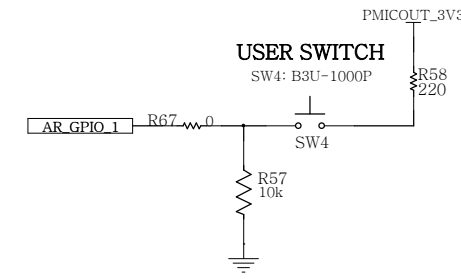 PMICOUT_3V3
USER SWITCH
SW4: B3U-1000P
R58
220
AR_GPIO_1
R67
0
SW4
R57
10k